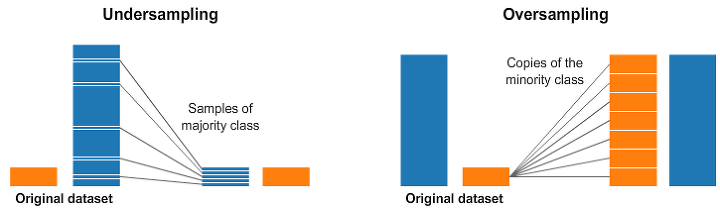 Undersampling
Samples of
majority class
Original dataset
Oversampling
Copies of the
minority class
Original dataset